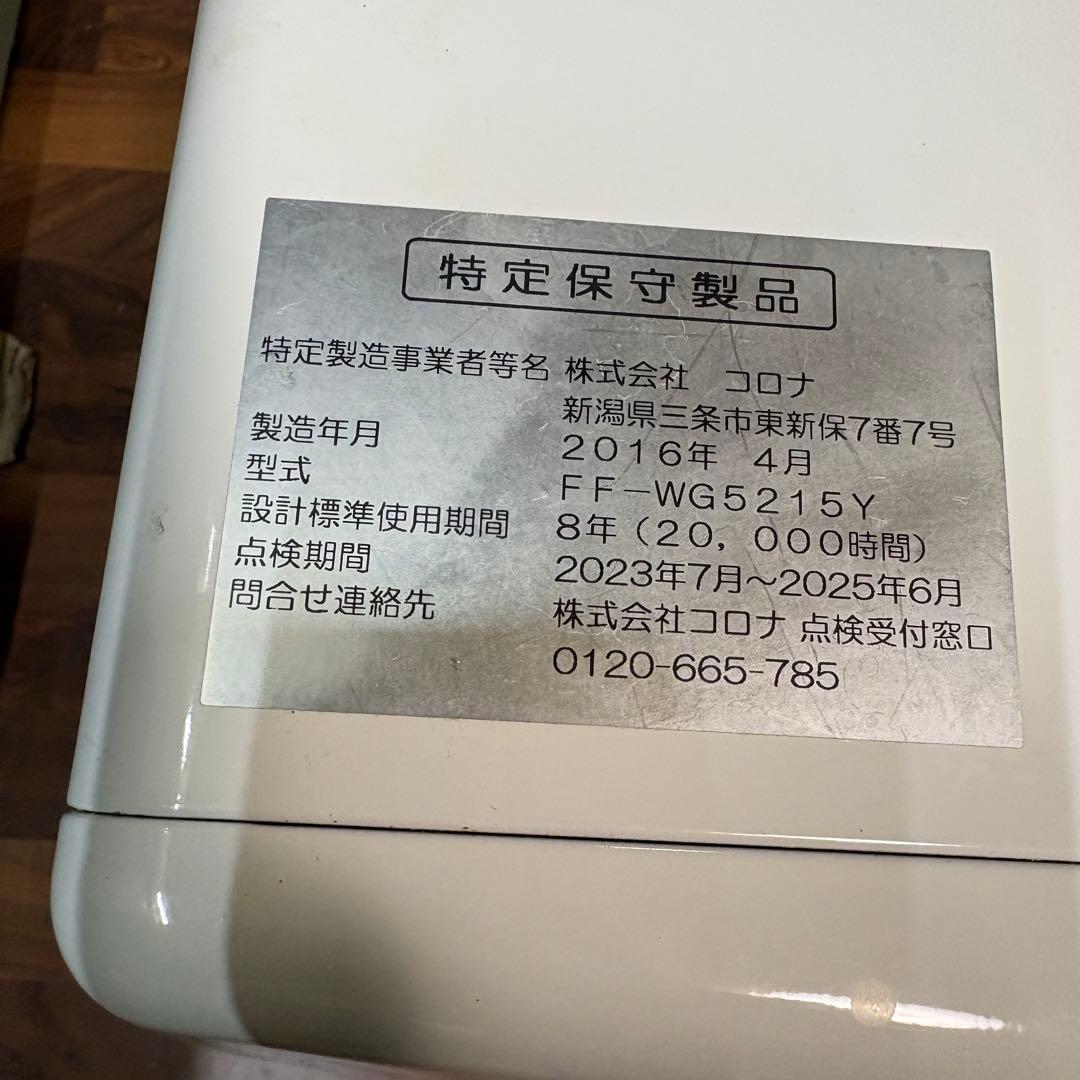 特定保守製品
特定製造事業者等名 株式会社 コロナ
新潟県三条市東新保7番7号
製造年月 2016年 4月
型式 FF-WG5215Y
設計標準使用期間 8年(20,000時間)
点検期間 2023年7月~2025年6月
問合せ連絡先 株式会社コロナ 点検受付窓口
0120-665-785